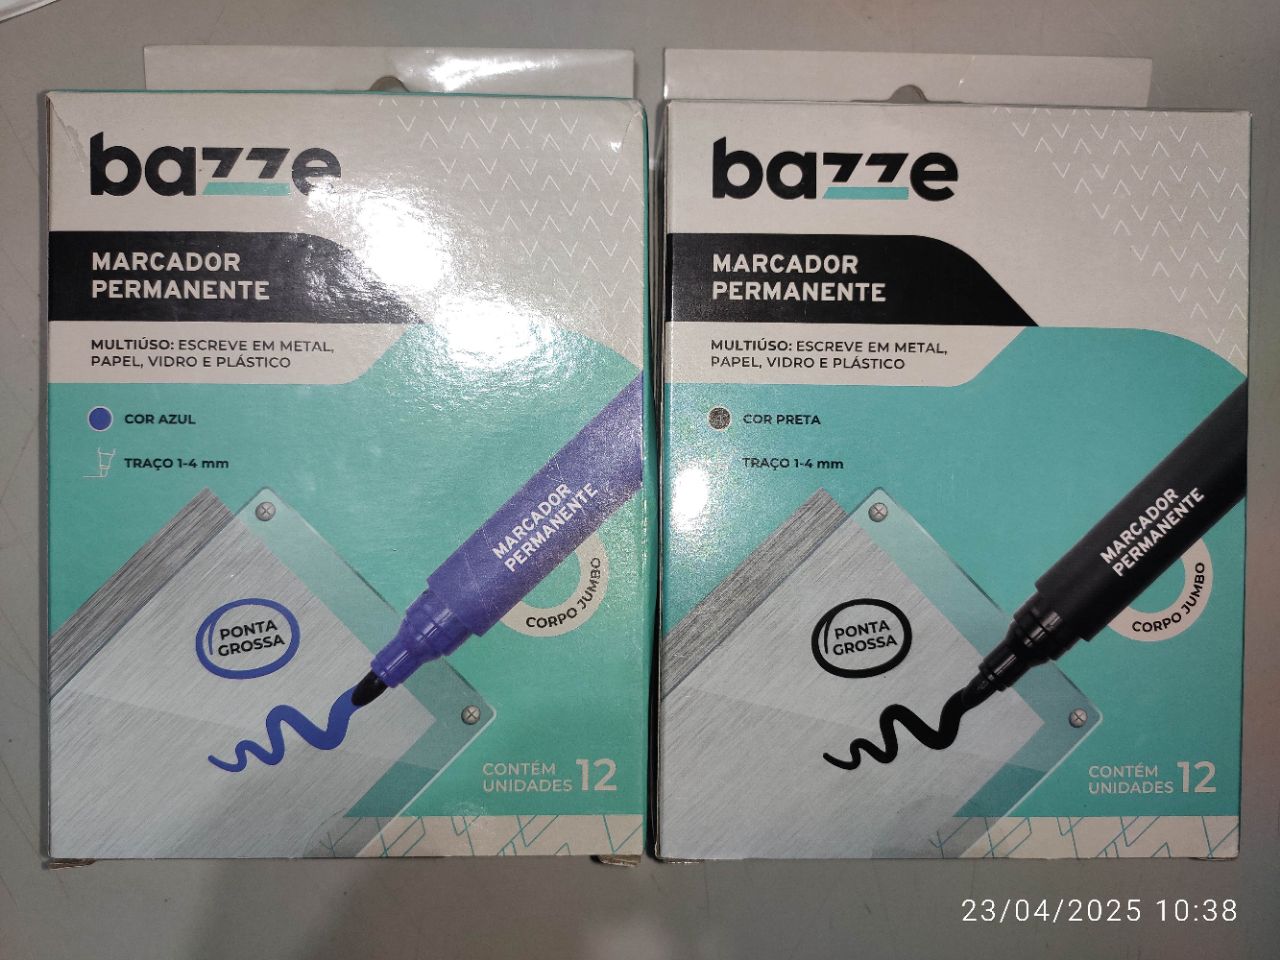 bazze
MARCADOR
PERMANENTE
MULTIÚSO: ESCREVE EM METAL,
PAPEL, VIDRO E PLÁSTICO
COR AZUL
TRAÇO 1-4 mm
MARCADOR
PERMANENTE
CORPO JUMBO
PONTA
GROSSA
CONTÉM
UNIDADES 12
bazze
MARCADOR
PERMANENTE
MULTIÚSO: ESCREVE EM METAL,
PAPEL, VIDRO E PLÁSTICO
COR PRETA
TRAÇO 1-4 mm
MARCADOR
PERMANENTE
CORPO JUMBO
PONTA
GROSSA
CONTÉM
UNIDADES 12
23/04/2025 10:38